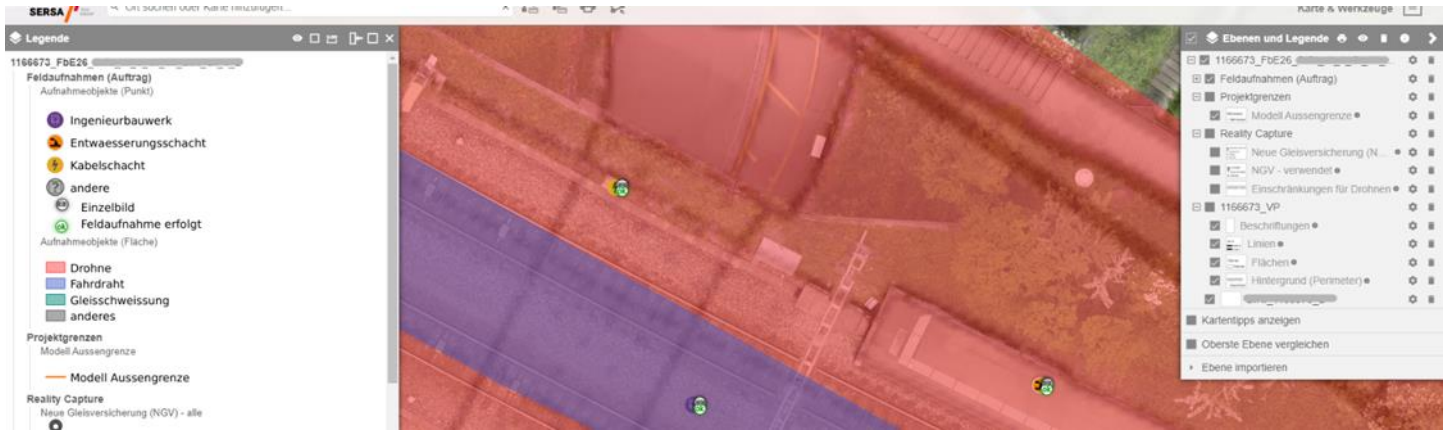 SERSA
Ort suchen oder Karte hinzufügen...
Karte & Werkzeuge
Legende
1166673_FbE26
Feldaufnahmen (Auftrag)
Aufnahmeobjekte (Punkt)
Ingenieurbauwerk
Entwaesserungsschacht
Kabelschacht
andere
Einzelbild
Feldaufnahme erfolgt
Aufnahmeobjekte (Fläche)
Drohne
Fahrdraht
Gleisschweissung
anderes
Projektgrenzen
Modell Aussengrenze
Modell Aussengrenze
Reality Capture
Neue Gleisversicherung (NGV) - alle
Ebenen und Legende
1166673_FbE26
Feldaufnahmen (Auftrag)
Projektgrenzen
Modell Aussengrenze
Reality Capture
Neue Gleisversicherung (N...
NGV - verwendet
Einschränkungen für Drohnen
1166673_VP
Beschriftungen
Linien
Flächen
Hintergrund (Perimeter)
Kartentipps anzeigen
Oberste Ebene vergleichen
Ebene importieren